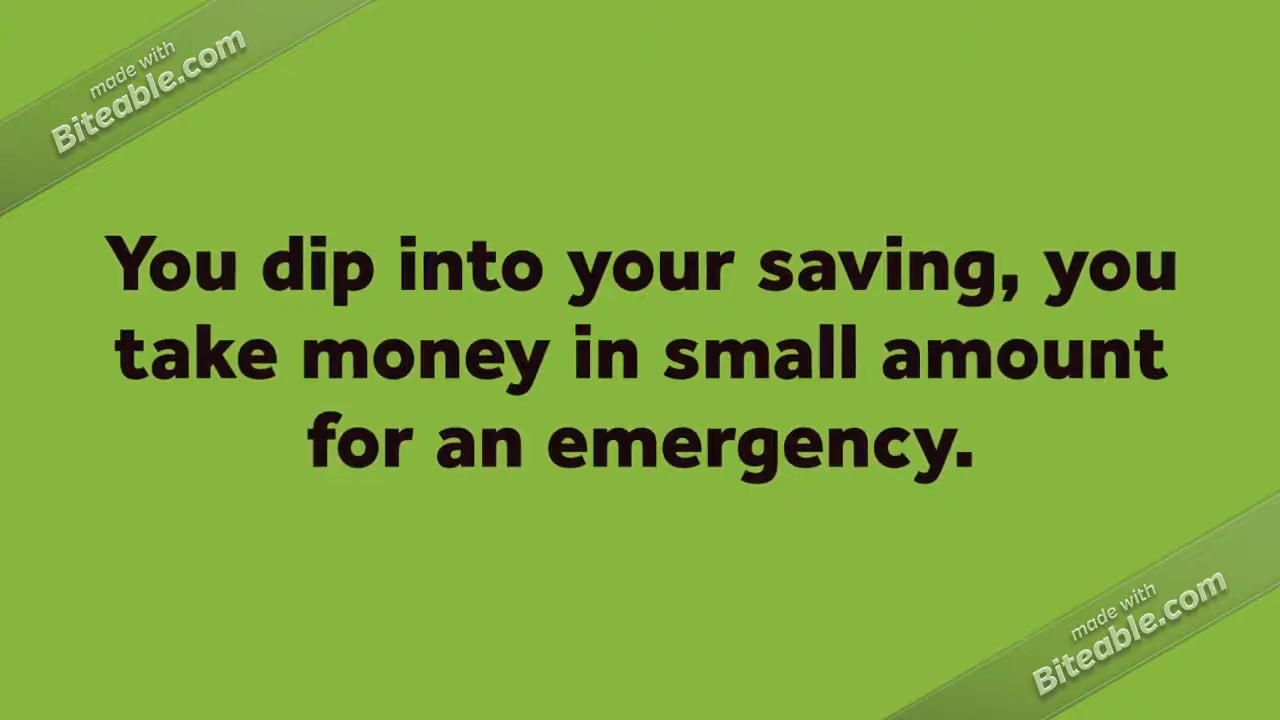 made with
Biteable.com
You dip into your saving, you
take money in small amount
for an emergency.
made with
Biteable.com